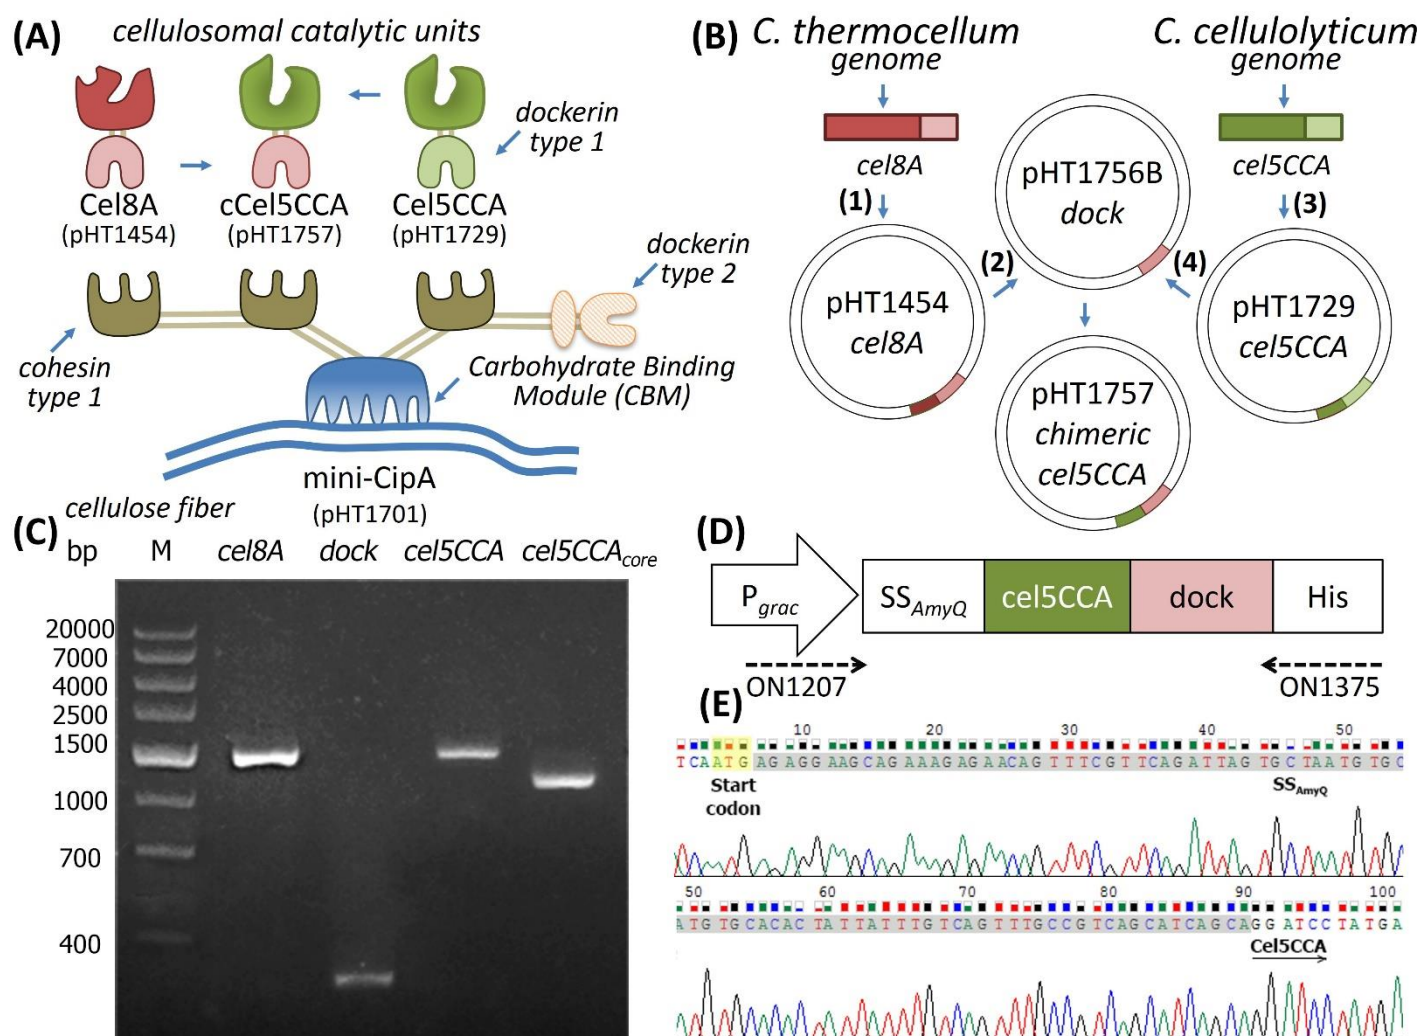 (A)
cellulosomal catalytic units
dockerin
type 1
Cel8A
(pHT1454)
cCel5CCA
(pHT1757)
Cel5CCA
(pHT1729)
dockerin
type 2
cohesin
type 1
Carbohydrate Binding
Module (CBM)
mini-CipA
(pHT1701)
cellulose fiber
(B)
C. thermocellum
genome
C. cellulolyticum
genome
cel8A
cel5CCA
pHT1756B
dock
(1)
(3)
(2)
(4)
pHT1454
cel8A
pHT1729
cel5CCA
pHT1757
chimeric
cel5CCA
(C)
bp M cel8A dock cel5CCA cel5CCAcore
20000
7000
4000
2500
1500
1000
700
400
(D)
Pgrac
SSAmyQ
cel5CCA
dock
His
ON1207
ON1375
(E)
10 20 30 40 50
TCAATGAGAGGAAGCAGAAAGAGAACAGTTTCGTTCAGATTAGTGCTAATGTGC
Start
codon
SSAmyQ
50 60 70 80 90 100
ATGTGCACACTATTATTTGTCAGTTTGCCGTCAGCATCAGCAGGATCCTATGA
Cel5CCA